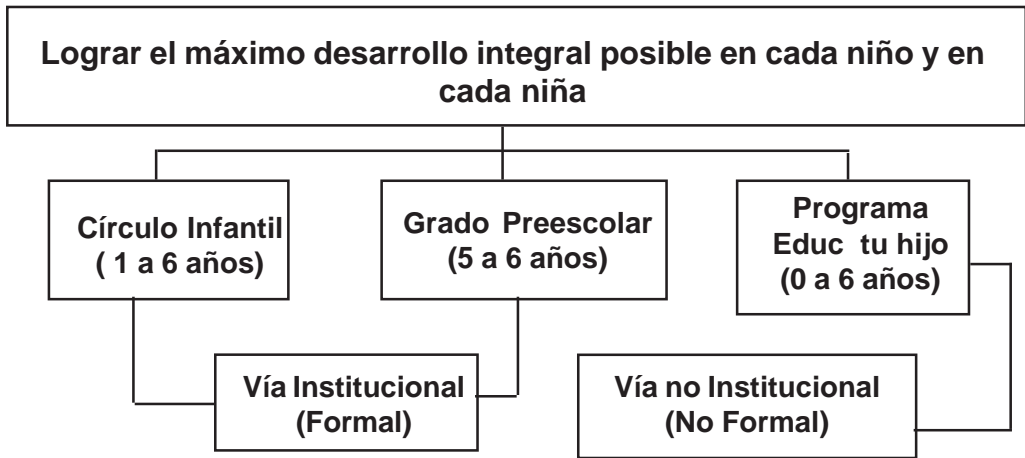 Lograr el máximo desarrollo integral posible en cada niño y en
cada niña
Círculo Infantil
( 1 a 6 años)
Grado Preescolar
(5 a 6 años)
Programa
Educ tu hijo
(0 a 6 años)
Vía Institucional
(Formal)
Vía no Institucional
(No Formal)